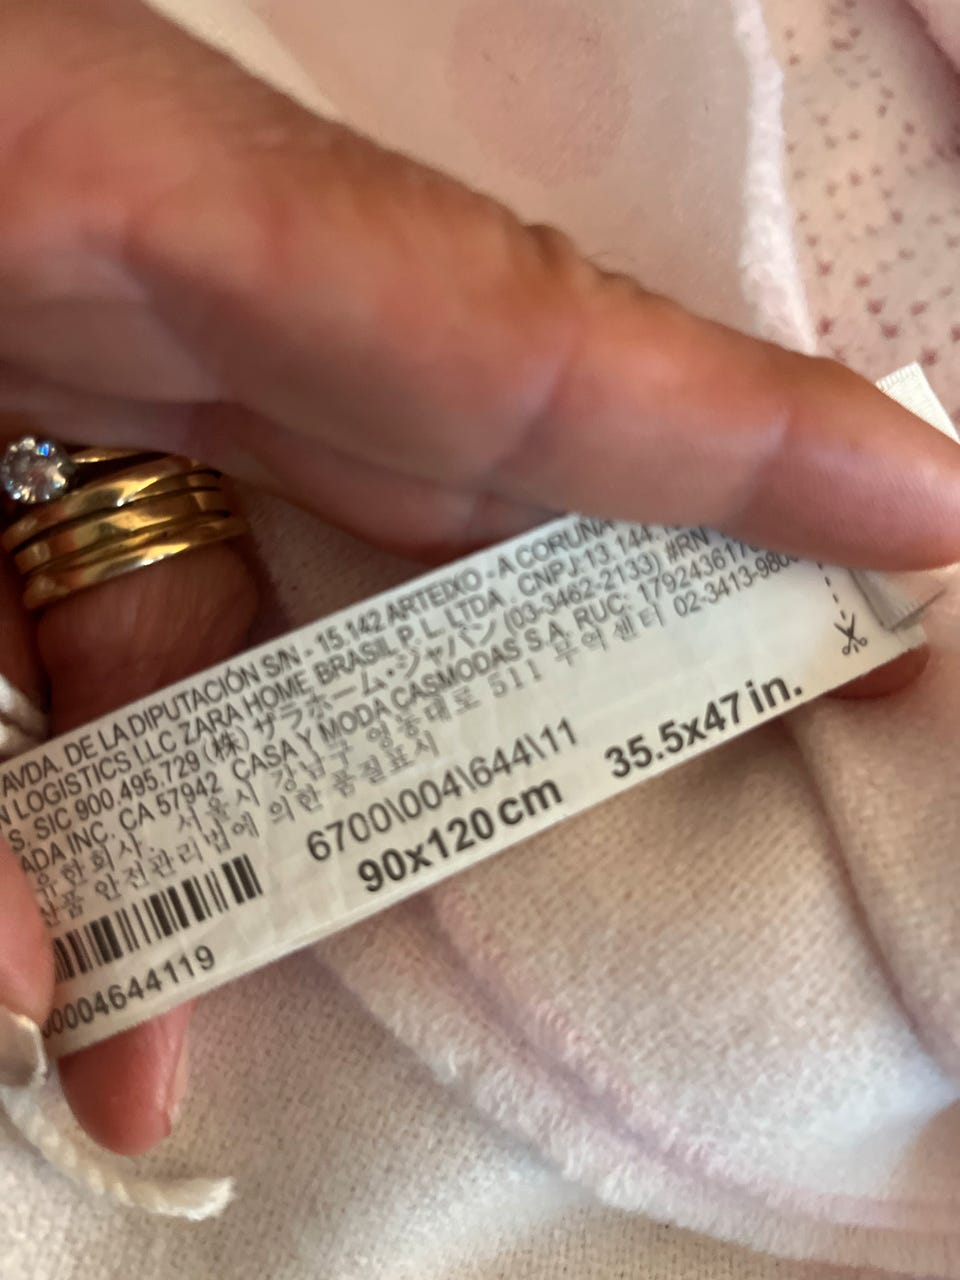 AVDA. DE LA DIPUTACIÓN S/N - 15.142 ARTEIXO - A CORUÑA
N LOGISTICS LLC ZARA HOME BRASIL P. L. LTDA. CNPJ:13.144.
S. SIC 900.495.729 (株) ザラホーム・ジャパン (03-3462-2133) #RN
ADA INC. CA 57942 CASA Y MODA CASMODAS S.A. RUC: 179243617
유한회사. 서울시 강남구 영동대로 511 무역센터 02-3413-980
안전관리법에 의한 품질표시
6700\004\644\11
90x120 cm 35.5x47 in.
0004644119